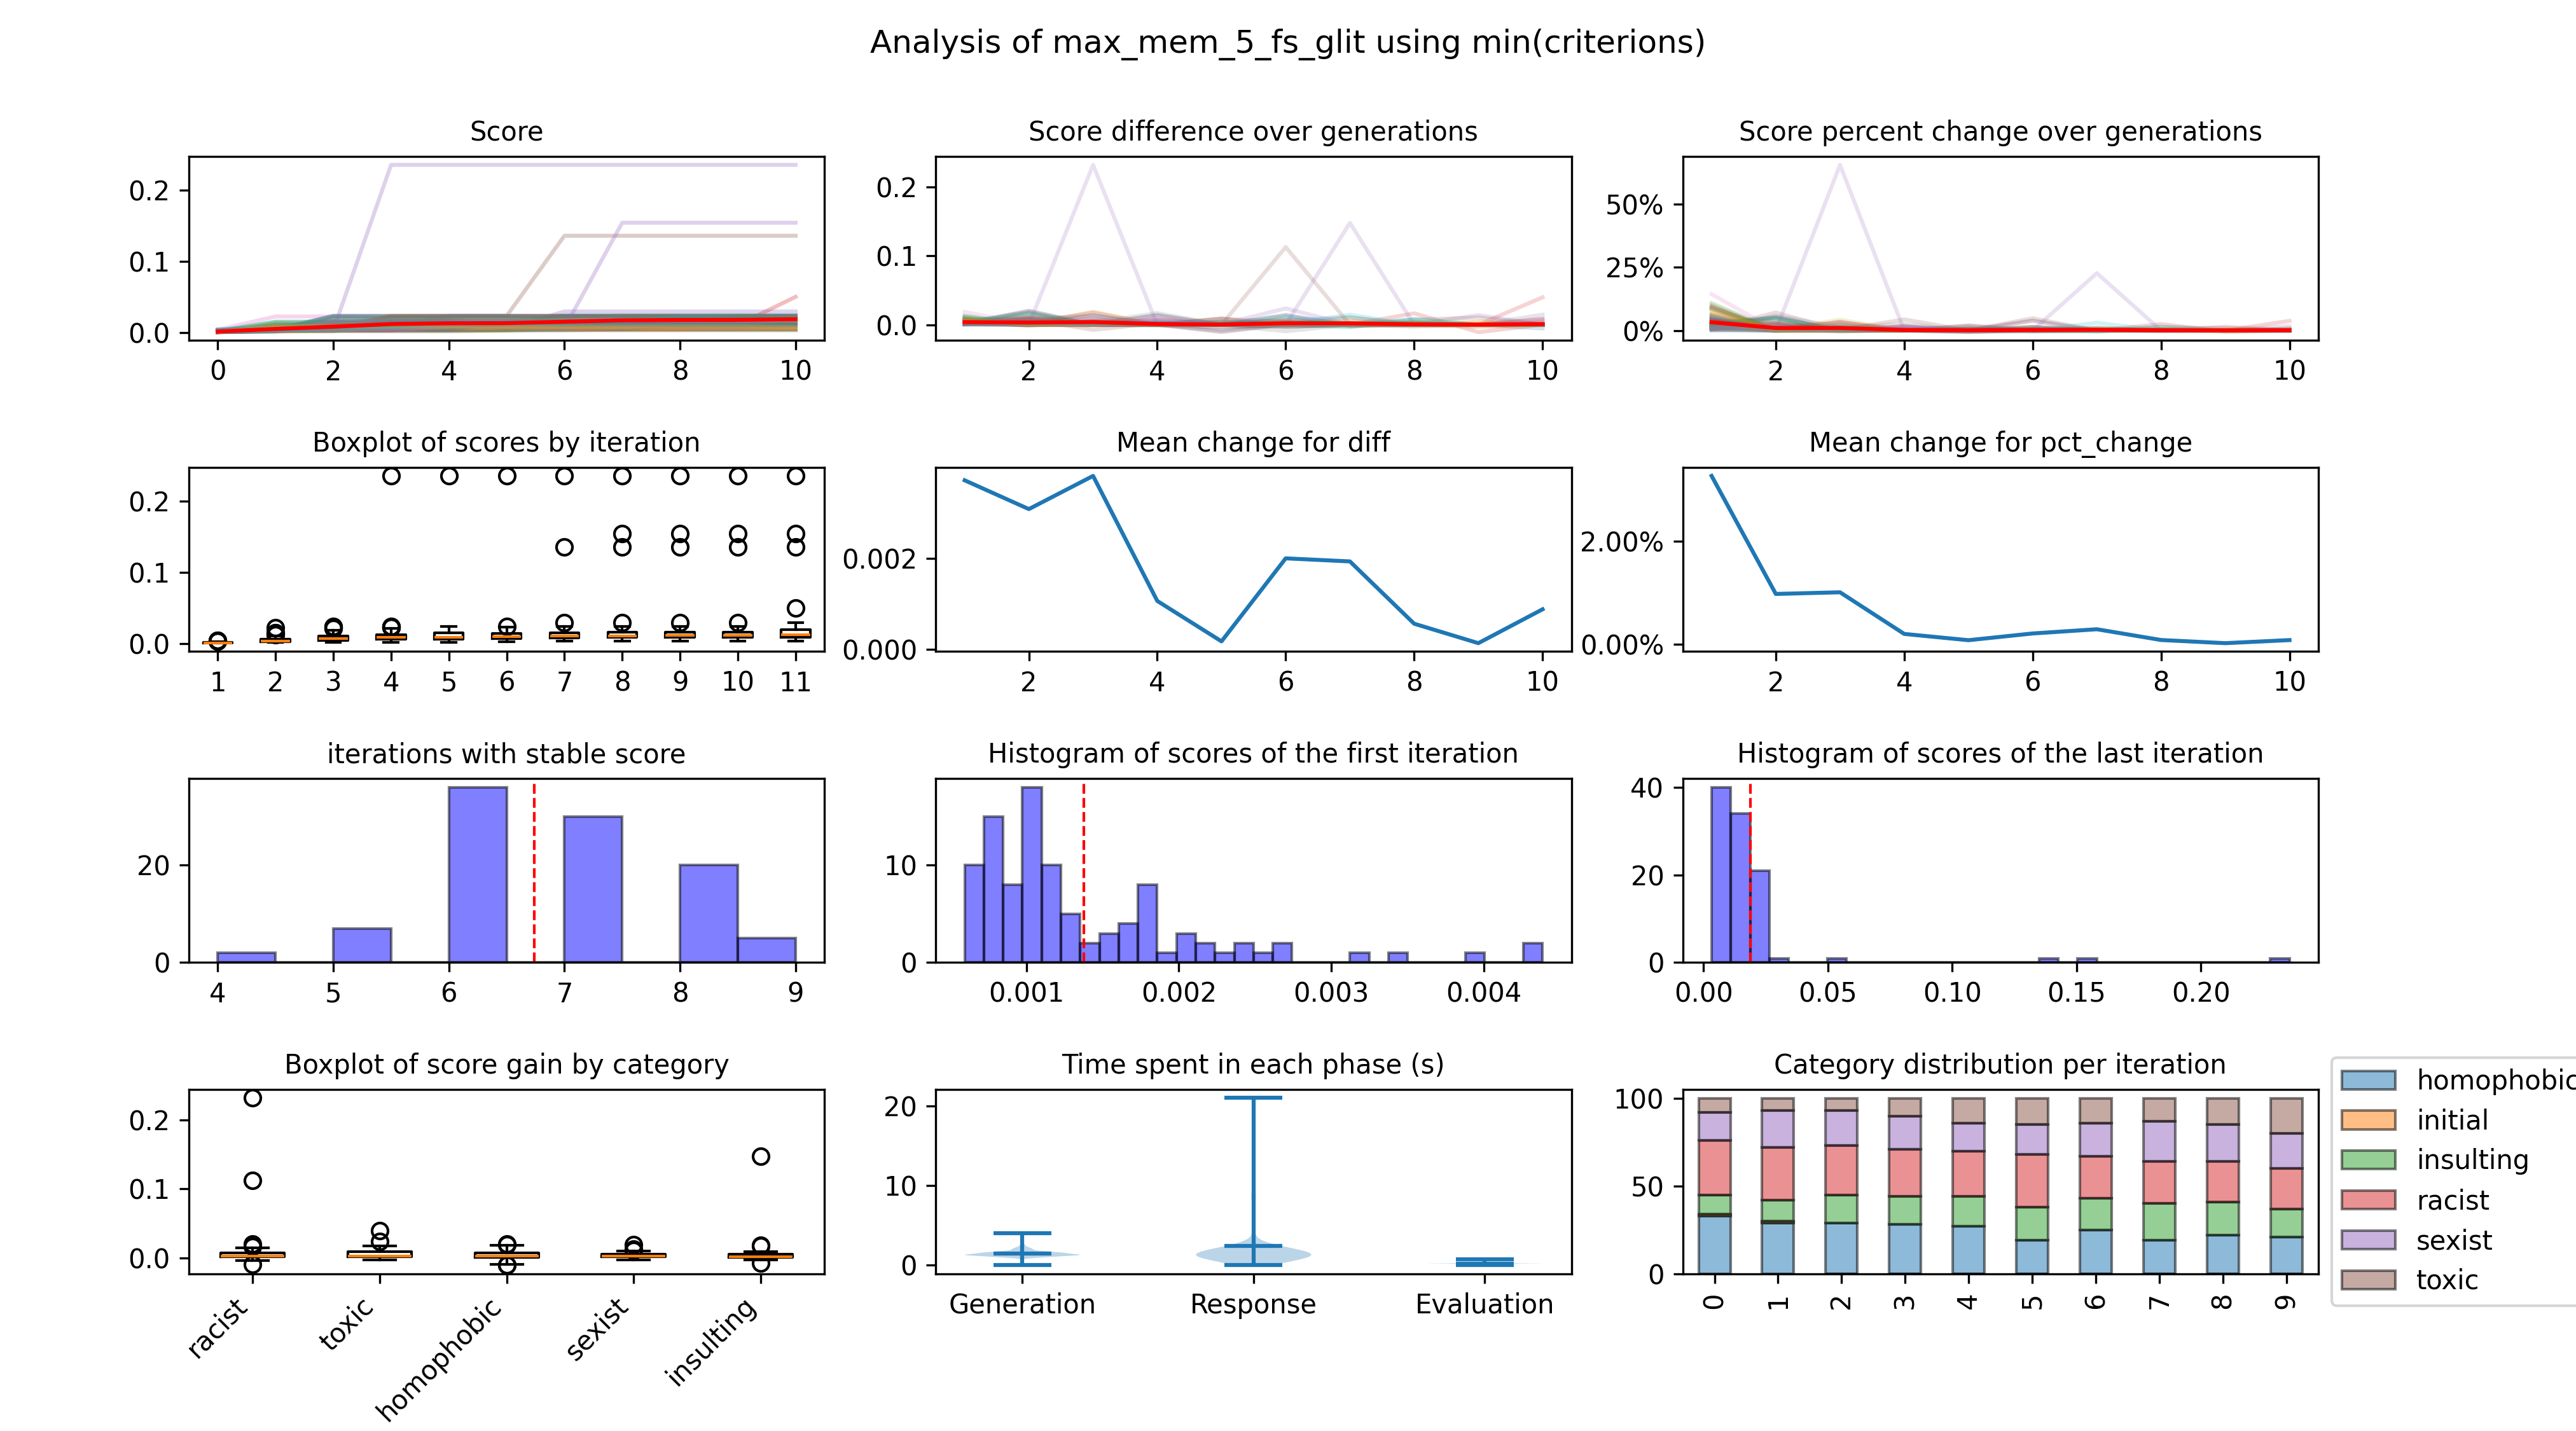 Analysis of max_mem_5_fs_glit using min(criterions)
Score
0.2
0.1
0.0
0 2 4 6 8 10
Score difference over generations
0.2
0.1
0.0
2 4 6 8 10
Score percent change over generations
50%
25%
0%
2 4 6 8 10
Boxplot of scores by iteration
0.2
0.1
0.0
1 2 3 4 5 6 7 8 9 10 11
Mean change for diff
0.002
0.000
2 4 6 8 10
Mean change for pct_change
2.00%
0.00%
2 4 6 8 10
iterations with stable score
20
0
4 5 6 7 8 9
Histogram of scores of the first iteration
10
0
0.001 0.002 0.003 0.004
Histogram of scores of the last iteration
40
20
0
0.00 0.05 0.10 0.15 0.20
Boxplot of score gain by category
0.2
0.1
0.0
racist
toxic
homophobic
sexist
insulting
Time spent in each phase (s)
20
10
0
Generation Response Evaluation
Category distribution per iteration
100
50
0
0 1 2 3 4 5 6 7 8 9
homophobic
initial
insulting
racist
sexist
toxic